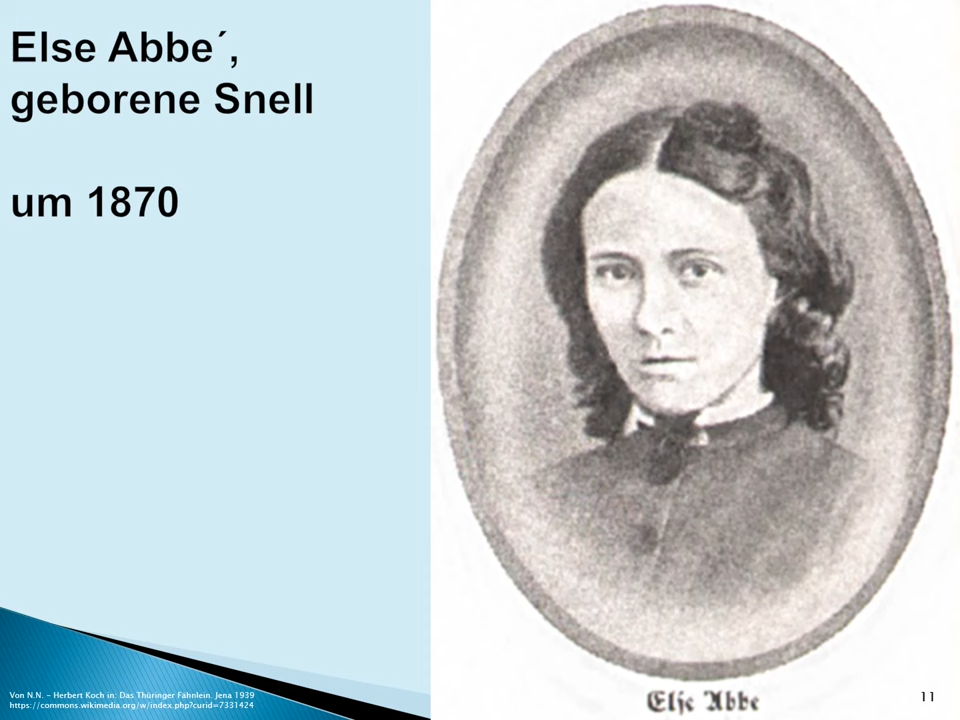 Else Abbe´,
geborene Snell
um 1870
Von N.N. - Herbert Koch in: Das Thüringer Fähnlein. Jena 1939
https://commons.wikimedia.org/w/index.php?curid=7331424
Else Abbe
11